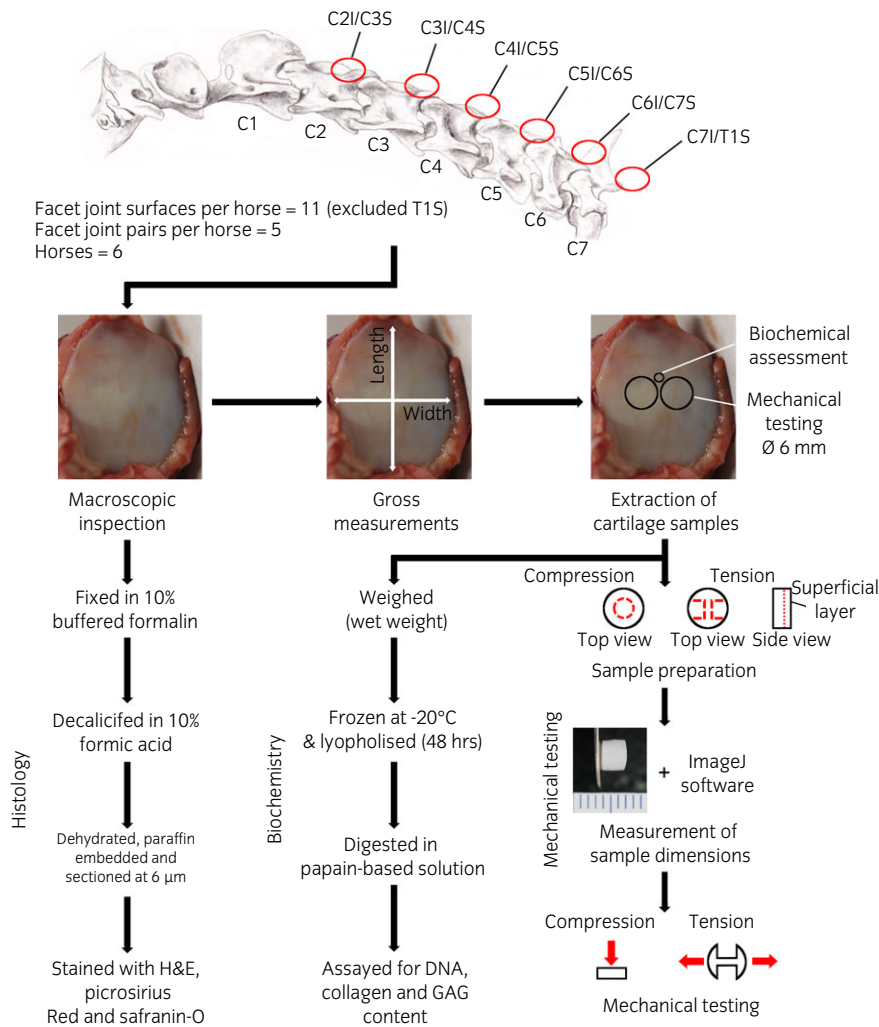 C2I/C3S
C3I/C4S
C4I/C5S
C5I/C6S
C6I/C7S
C7I/T1S
C1
C2
C3
C4
C5
C6
C7
Facet joint surfaces per horse = 11 (excluded T1S)
Facet joint pairs per horse = 5
Horses = 6
Length
Width
Biochemical
assessment
Mechanical
testing
Ø 6 mm
Macroscopic
inspection
Gross
measurements
Extraction of
cartilage samples
Histology
Fixed in 10%
buffered formalin
Decalicifed in 10%
formic acid
Dehydrated, paraffin
embedded and
sectioned at 6 µm
Stained with H&E,
picrosirius
Red and safranin-O
Biochemistry
Weighed
(wet weight)
Frozen at -20°C
& lyopholised (48 hrs)
Digested in
papain-based solution
Assayed for DNA,
collagen and GAG
content
Mechanical testing
Compression
Tension
Superficial
layer
Top view
Top view
Side view
Sample preparation
+
ImageJ
software
Measurement of
sample dimensions
Compression
Tension
Mechanical testing